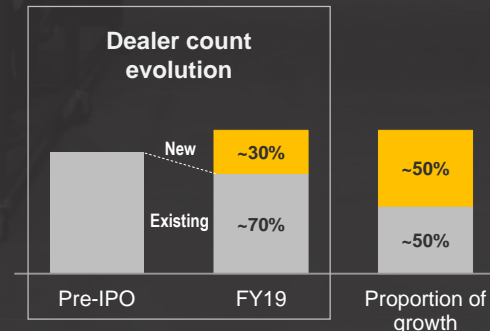 Dealer count
evolution
New
~30%
~50%
Existing
~70%
~50%
Pre-IPO
FY19
Proportion of
growth